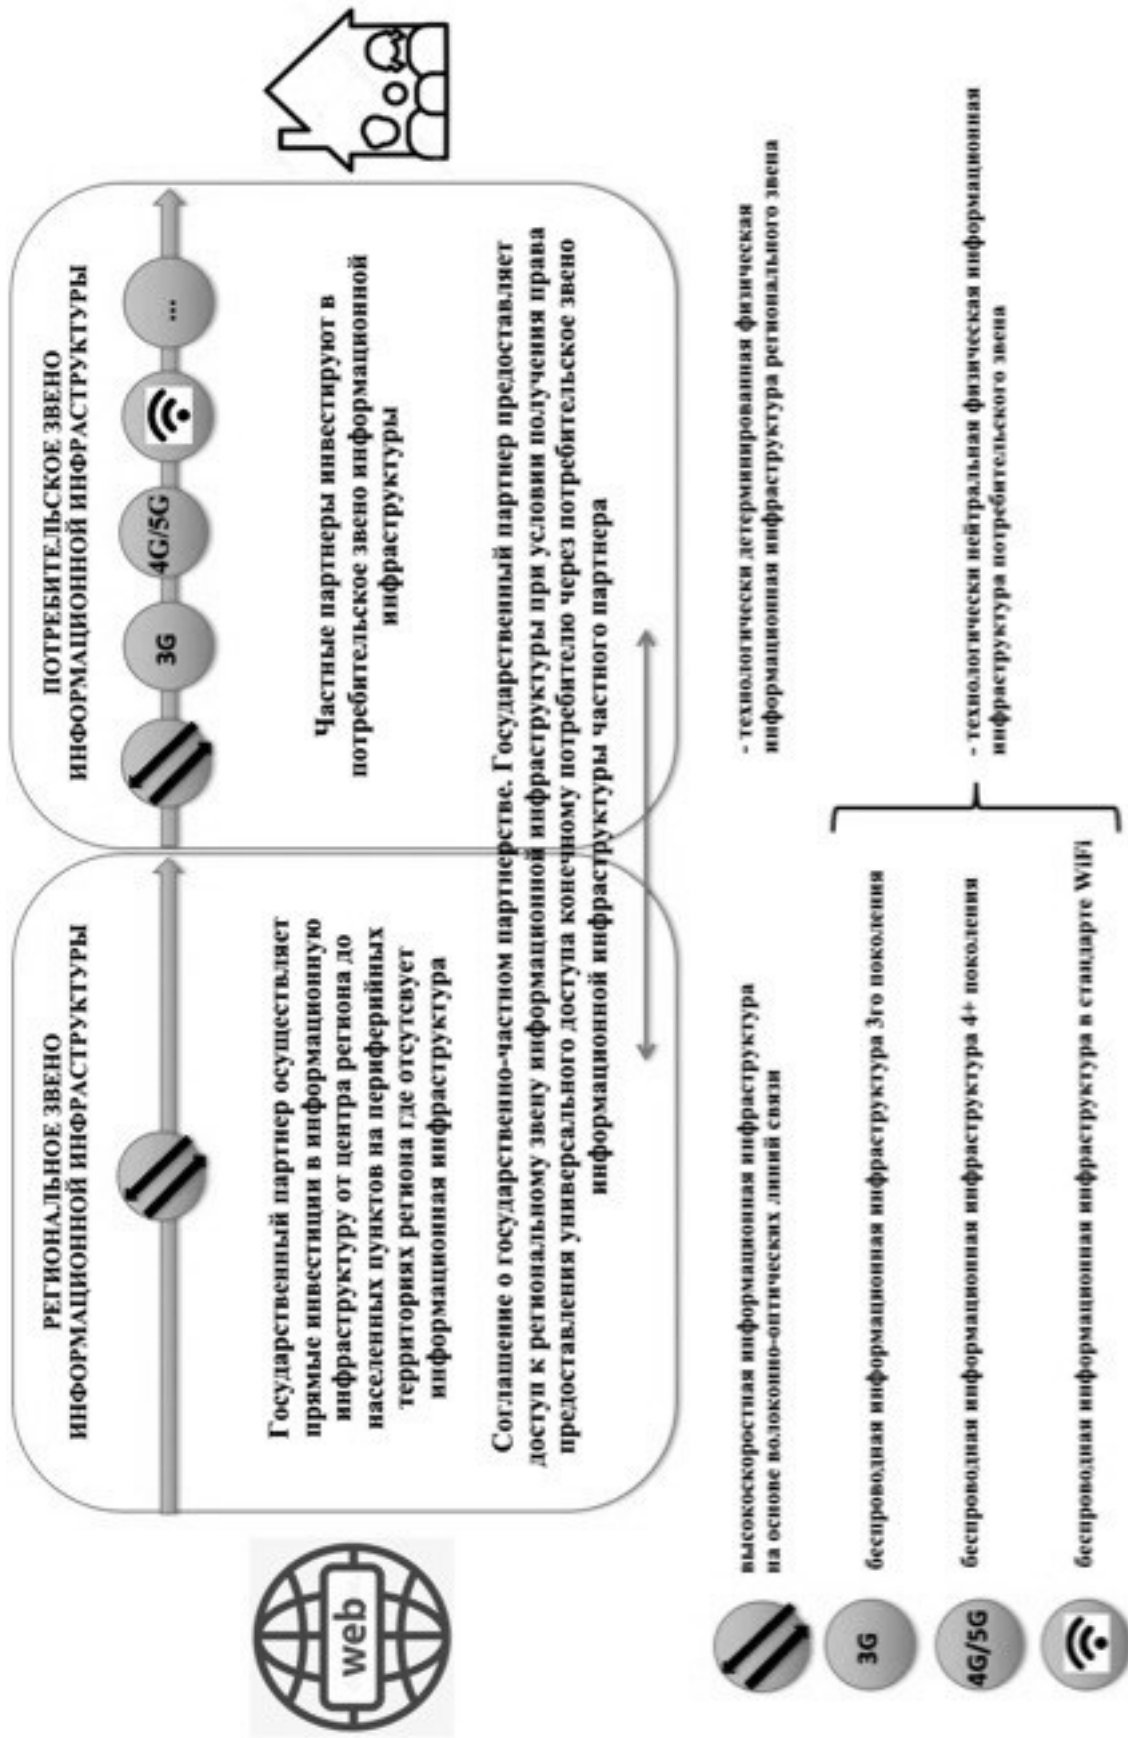 web
РЕГИОНАЛЬНОЕ ЗВЕНО
ИНФОРМАЦИОННОЙ ИНФРАСТРУКТУРЫ
Государственный партнер осуществляет
прямые инвестиции в информационную
инфраструктуру от центра региона до
населенных пунктов на периферийных
территориях региона где отсутсвует
информационная инфраструктура
ПОТРЕБИТЕЛЬСКОЕ ЗВЕНО
ИНФОРМАЦИОННОЙ ИНФРАСТРУКТУРЫ
3G
4G/5G
...
Частные партнеры инвестируют в
потребительское звено информационной
инфраструктуры
Соглашение о государственно-частном партнерстве. Государственный партнер предоставляет
доступ к региональному звену информационной инфраструктуры при условии получения права
предоставления универсального доступа конечному потребителю через потребительское звено
информационной инфраструктуры частного партнера
высокоскоростная информационная инфраструктура
на основе волоконно-оптических линий связи
- технологически детерминированная физическая
информационная инфраструктура регионального звена
3G
беспроводная информационная инфраструктура 3го поколения
4G/5G
беспроводная информационная инфраструктура 4+ поколения
беспроводная информационная инфраструктура в стандарте WiFi
- технологически нейтральная физическая информационная
инфраструктура потребительского звена